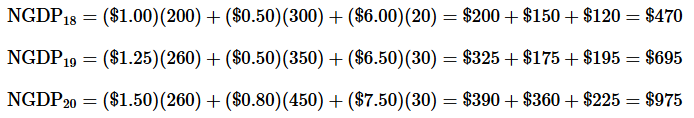 NGDP₁₈ = ($1.00)(200) + ($0.50)(300) + ($6.00)(20) = $200 + $150 + $120 = $470
NGDP₁₉ = ($1.25)(260) + ($0.50)(350) + ($6.50)(30) = $325 + $175 + $195 = $695
NGDP₂₀ = ($1.50)(260) + ($0.80)(450) + ($7.50)(30) = $390 + $360 + $225 = $975